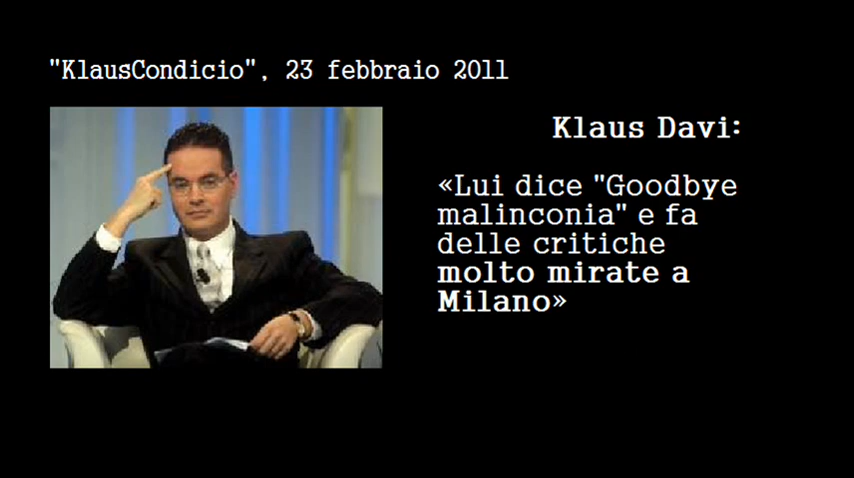 "KlausCondicio", 23 febbraio 2011
Klaus Davi:
«Lui dice "Goodbye
malinconia" e fa
delle critiche
molto mirate a
Milano»